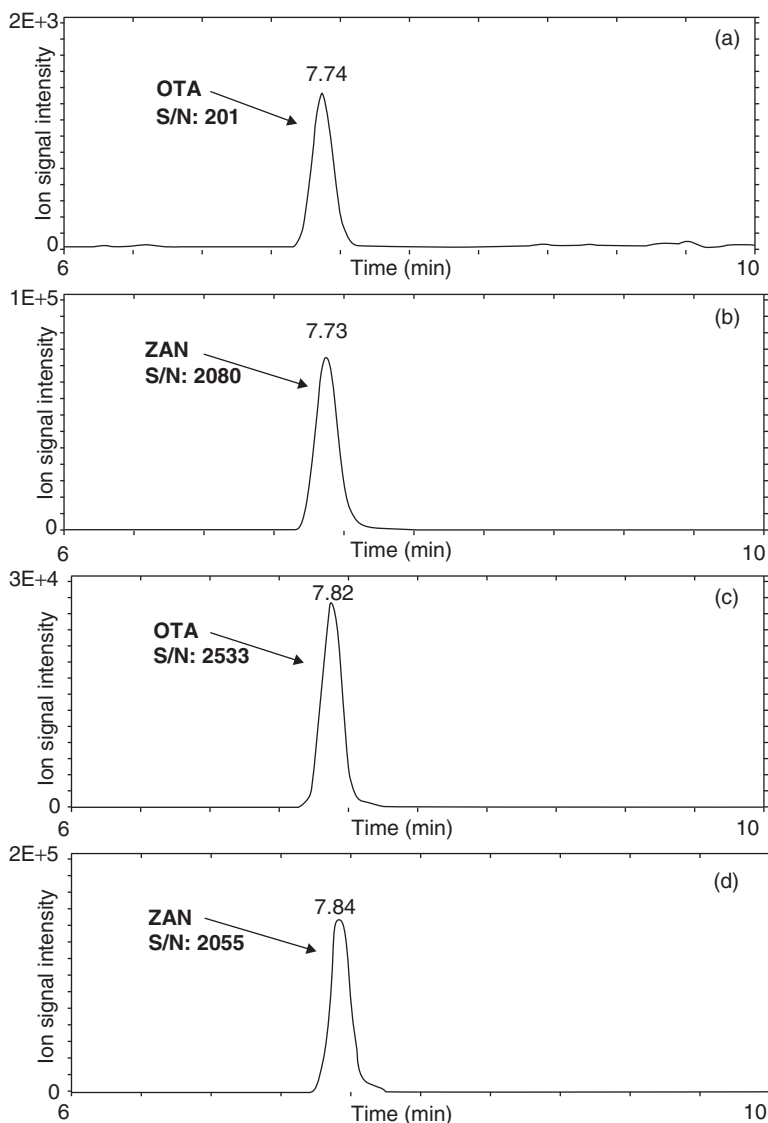 2E+3
(a)
7.74
OTA
S/N: 201
Ion signal intensity
0
6
Time (min)
10
1E+5
(b)
7.73
ZAN
S/N: 2080
Ion signal intensity
0
6
Time (min)
10
3E+4
(c)
7.82
OTA
S/N: 2533
Ion signal intensity
0
6
Time (min)
10
2E+5
(d)
7.84
ZAN
S/N: 2055
Ion signal intensity
0
6
Time (min)
10